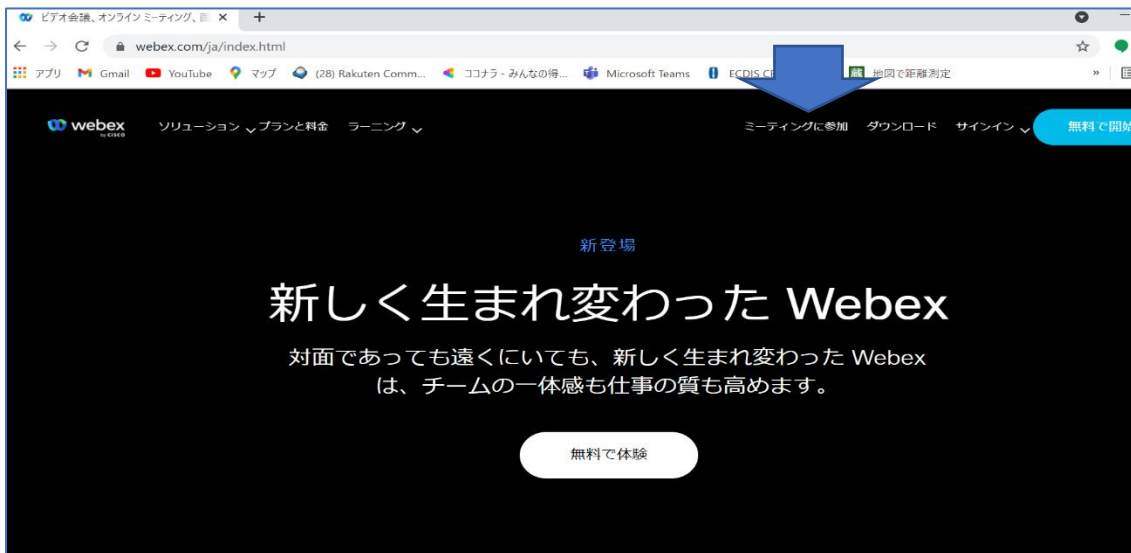 ビデオ会議、オンライン ミーティング、
webex.com/ja/index.html
アプリ Gmail YouTube マップ (28) Rakuten Comm... ココナラ - みんなの得... Microsoft Teams ECDIS 地図で距離測定 »
webex ソリューション プランと料金 ラーニング ミーティングに参加 ダウンロード サインイン 無料で開始
by CISCO
新登場
新しく生まれ変わった Webex
対面であっても遠くにいても、新しく生まれ変わった Webex
は、チームの一体感も仕事の質も高めます。
無料で体験